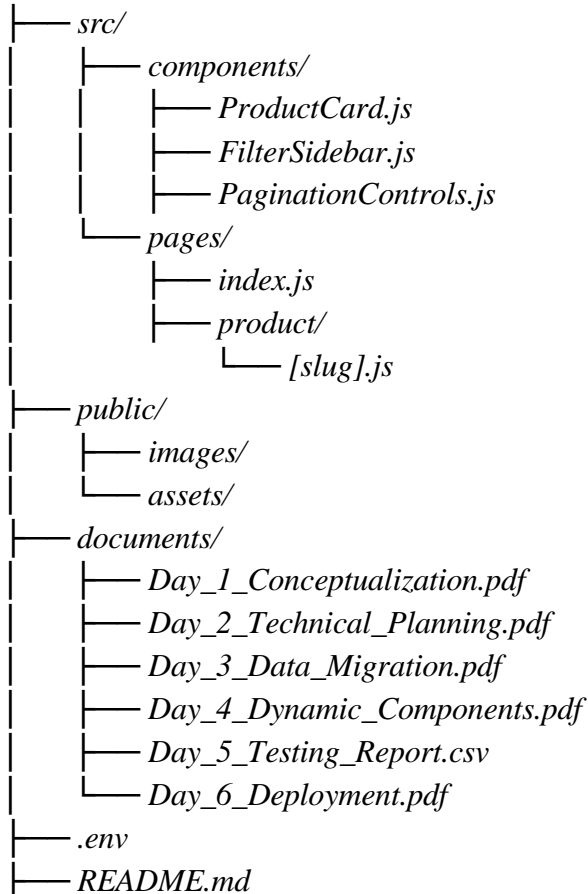 ├── src/
│ ├── components/
│ │ ├── ProductCard.js
│ │ ├── FilterSidebar.js
│ │ ├── PaginationControls.js
│ └── pages/
│ ├── index.js
│ ├── product/
│ └── [slug].js
├── public/
│ ├── images/
│ └── assets/
├── documents/
│ ├── Day_1_Conceptualization.pdf
│ ├── Day_2_Technical_Planning.pdf
│ ├── Day_3_Data_Migration.pdf
│ ├── Day_4_Dynamic_Components.pdf
│ ├── Day_5_Testing_Report.csv
│ └── Day_6_Deployment.pdf
├── .env
├── README.md